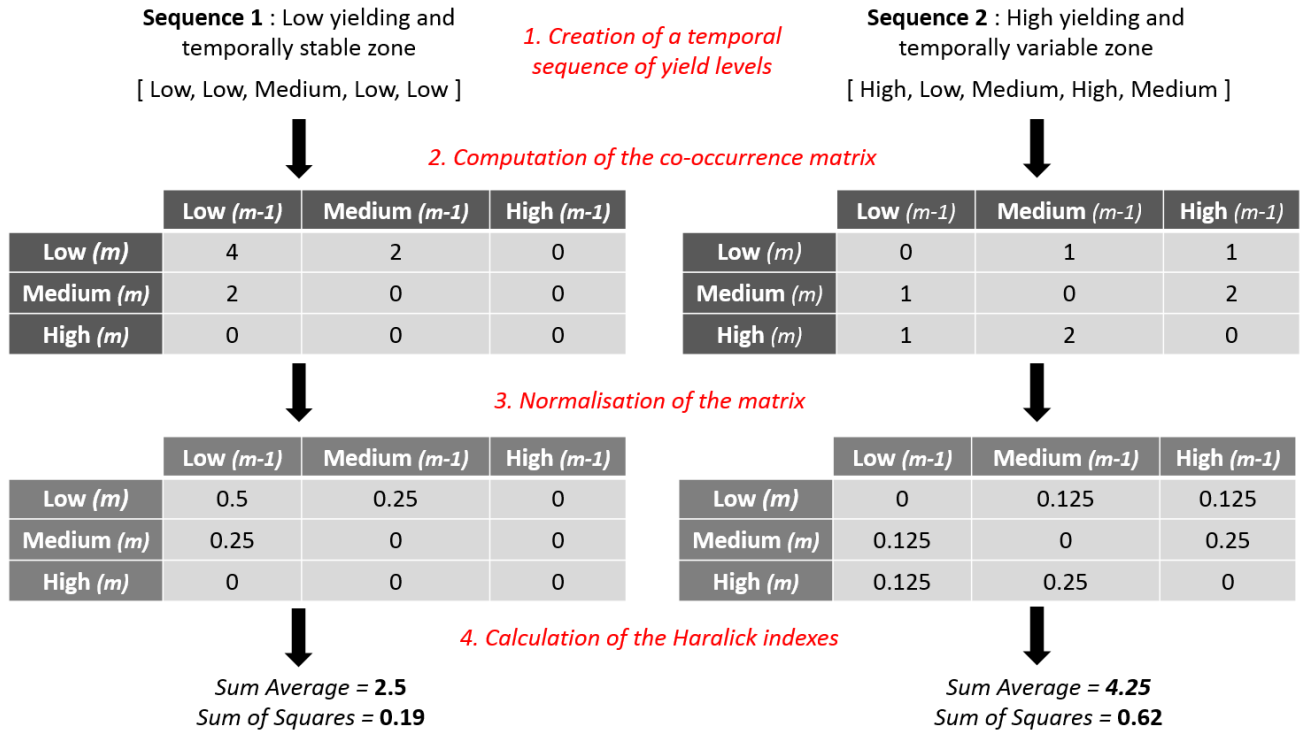 Sequence 1 : Low yielding and
temporally stable zone
[ Low, Low, Medium, Low, Low ]
1. Creation of a temporal
sequence of yield levels
Sequence 2 : High yielding and
temporally variable zone
[ High, Low, Medium, High, Medium ]
2. Computation of the co-occurrence matrix
Low (m-1) Medium (m-1) High (m-1)
Low (m) 4 2 0
Medium (m) 2 0 0
High (m) 0 0 0
Low (m-1) Medium (m-1) High (m-1)
Low (m) 0 1 1
Medium (m) 1 0 2
High (m) 1 2 0
3. Normalisation of the matrix
Low (m-1) Medium (m-1) High (m-1)
Low (m) 0.5 0.25 0
Medium (m) 0.25 0 0
High (m) 0 0 0
Low (m-1) Medium (m-1) High (m-1)
Low (m) 0 0.125 0.125
Medium (m) 0.125 0 0.25
High (m) 0.125 0.25 0
4. Calculation of the Haralick indexes
Sum Average = 2.5
Sum of Squares = 0.19
Sum Average = 4.25
Sum of Squares = 0.62